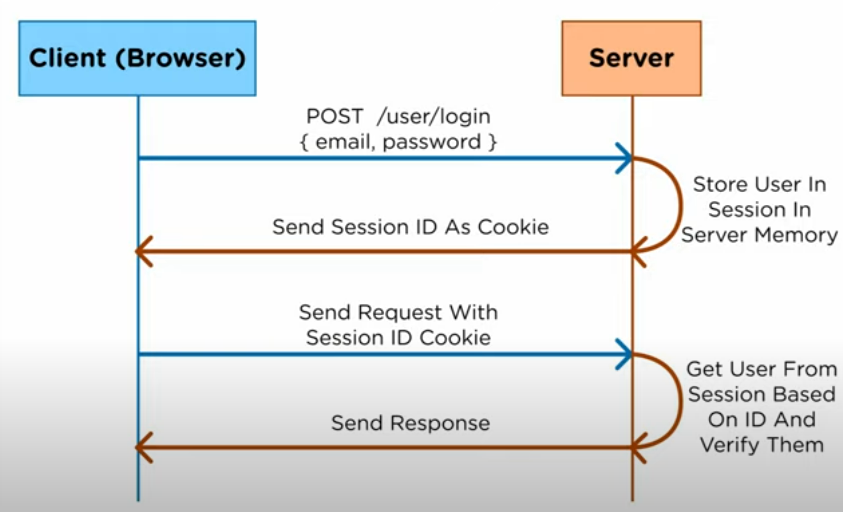 Client (Browser)
Server
POST /user/login
{ email, password }
Store User In
Session In
Server Memory
Send Session ID As Cookie
Send Request With
Session ID Cookie
Get User From
Session Based
On ID And
Verify Them
Send Response